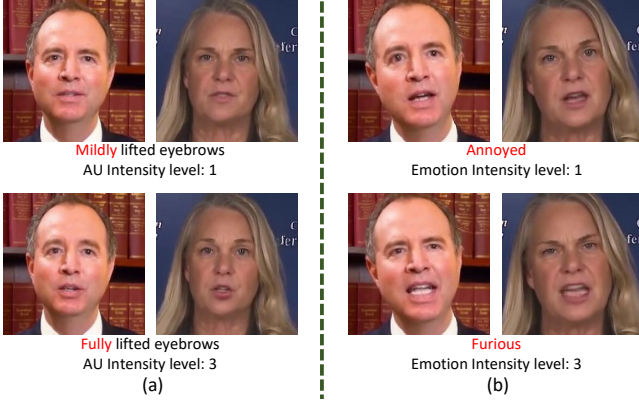 Mildly lifted eyebrows
AU Intensity level: 1
Annoyed
Emotion Intensity level: 1
Fully lifted eyebrows
AU Intensity level: 3
Furious
Emotion Intensity level: 3
(a)
(b)